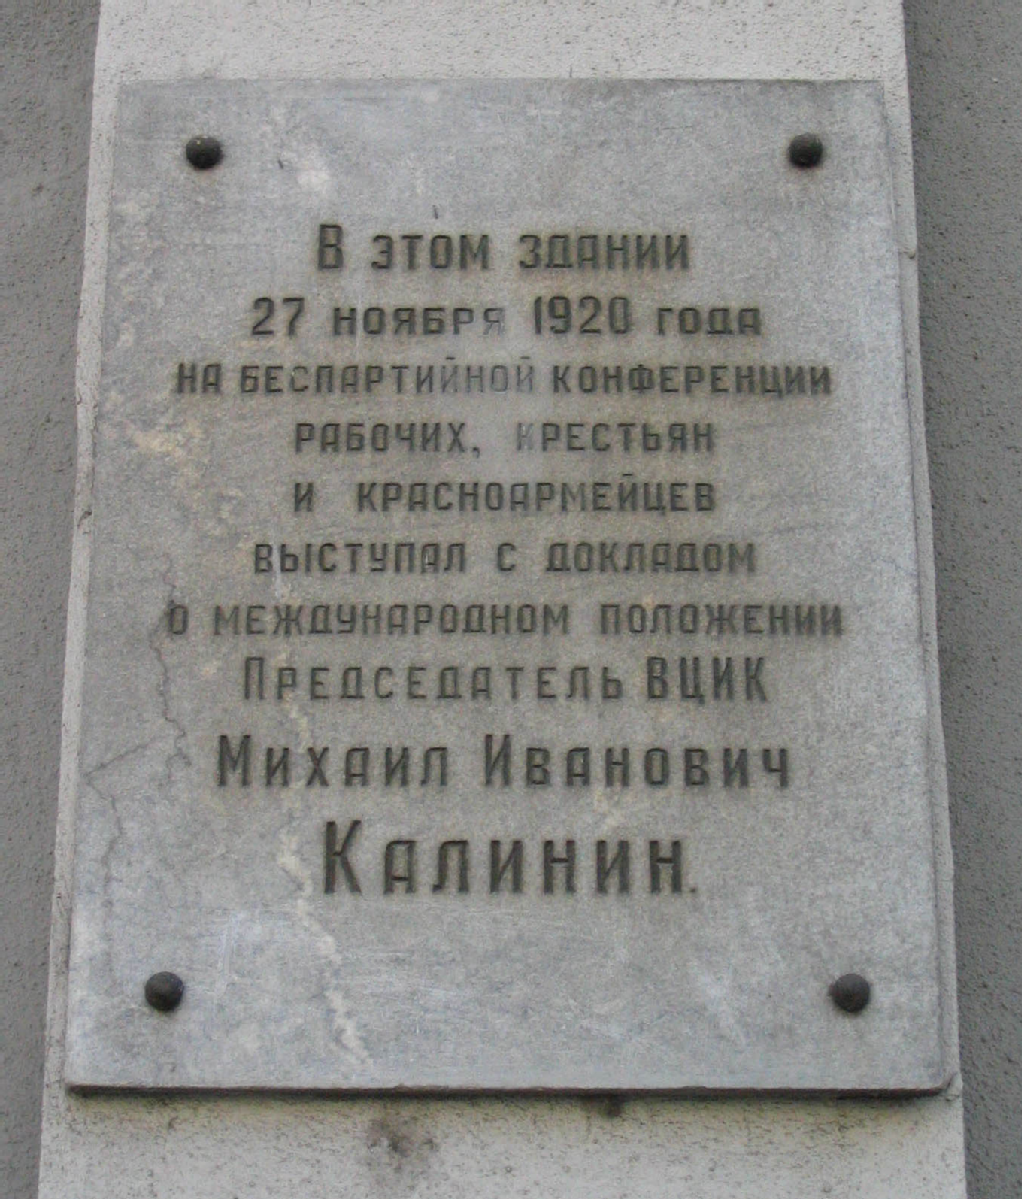 В этом здании
27 ноября 1920 года
на беспартийной конференции
рабочих, крестьян
и красноармейцев
выступал с докладом
о международном положении
Председатель ВЦИК
Михаил Иванович
Калинин.